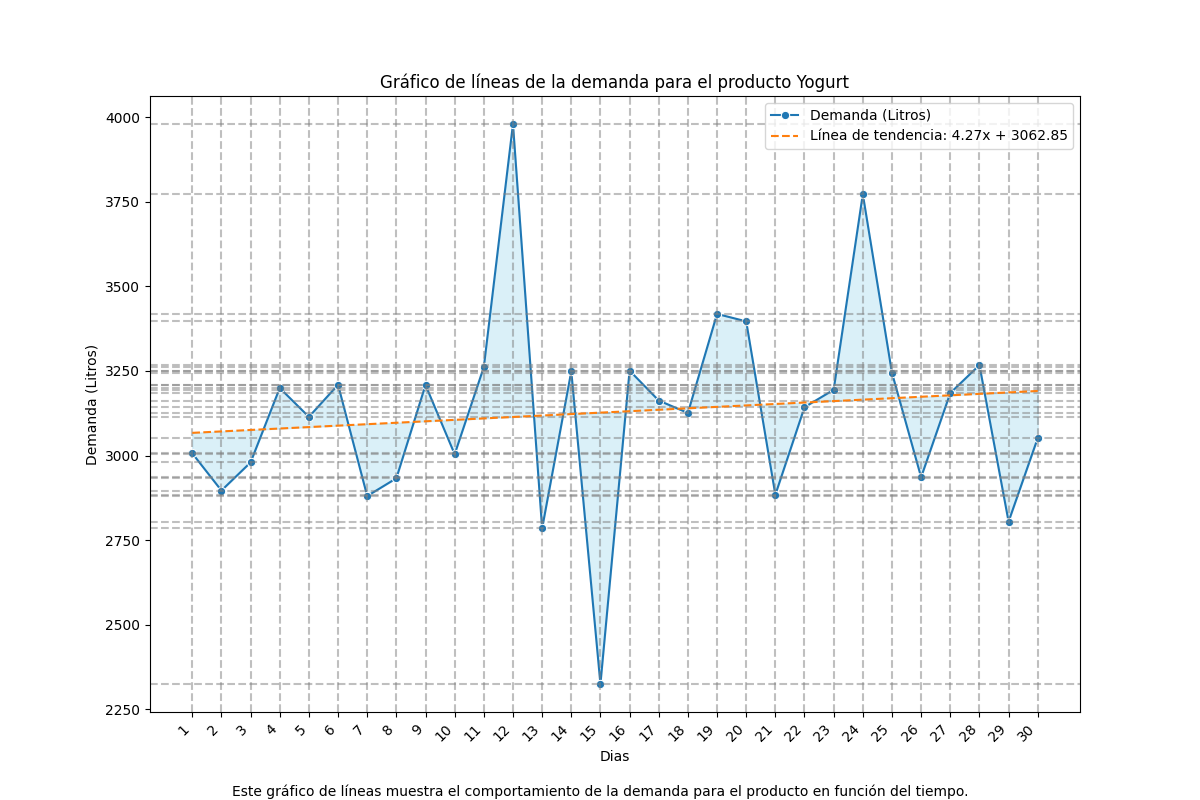 Gráfico de líneas de la demanda para el producto Yogurt
Demanda (Litros)
Línea de tendencia: 4.27x + 3062.85
4000
3750
3500
3250
3000
2750
2500
2250
Demanda (Litros)
1 2 3 4 5 6 7 8 9 10 11 12 13 14 15 16 17 18 19 20 21 22 23 24 25 26 27 28 29 30
Dias
Este gráfico de líneas muestra el comportamiento de la demanda para el producto en función del tiempo.